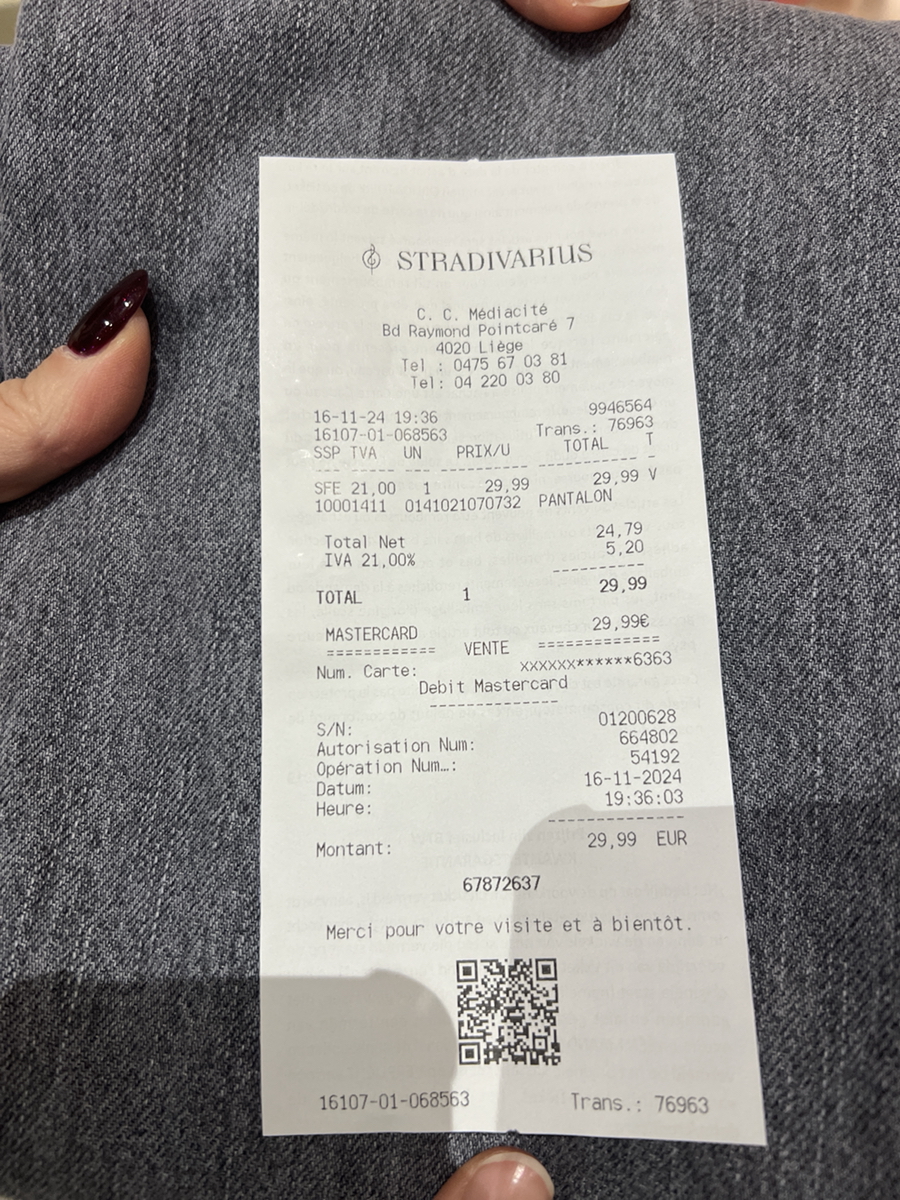 STRADIVARIUS
C. C. Médiacité
Bd Raymond Pointcaré 7
4020 Liège
Tel : 0475 67 03 81
Tel: 04 220 03 80
16-11-24 19:36 9946564
16107-01-068563 Trans.: 76963
SSP TVA UN PRIX/U TOTAL T
SFE 21,00 1 29,99 29,99 V
10001411 0141021070732 PANTALON
Total Net 24,79
IVA 21,00% 5,20
TOTAL 1 29,99
MASTERCARD 29,99€
============ VENTE =============
Num. Carte: XXXXXX******6363
Debit Mastercard
S/N: 01200628
Autorisation Num: 664802
Opération Num…: 54192
Datum: 16-11-2024
Heure: 19:36:03
Montant: 29,99 EUR
67872637
Merci pour votre visite et à bientôt.
16107-01-068563 Trans.: 76963